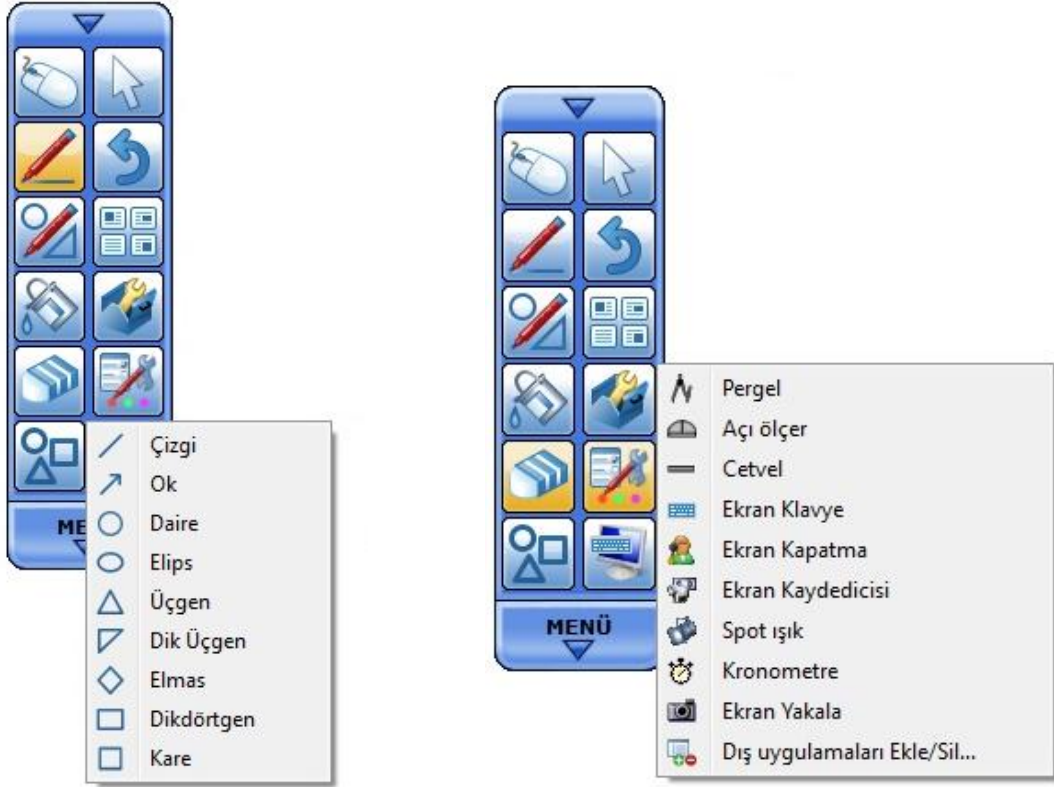 ME
Çizgi
Ok
Daire
Elips
Üçgen
Dik Üçgen
Elmas
Dikdörtgen
Kare
MENÜ
Pergel
Açı ölçer
Cetvel
Ekran Klavye
Ekran Kapatma
Ekran Kaydedicisi
Spot ışık
Kronometre
Ekran Yakala
Dış uygulamaları Ekle/Sil...